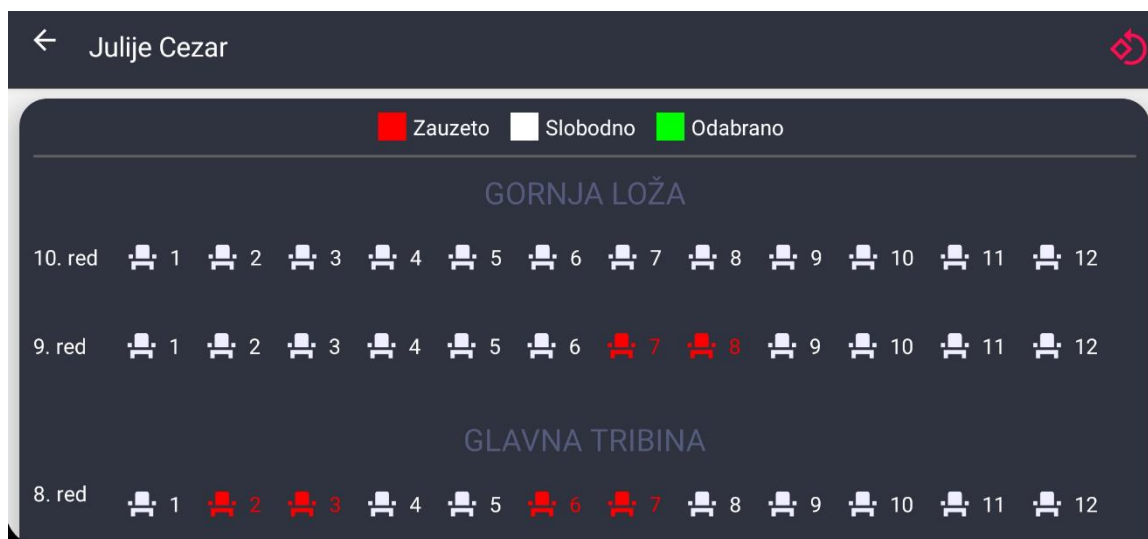 Julije Cezar
Zauzeto Slobodno Odabrano
GORNJA LOŽA
10. red 1 2 3 4 5 6 7 8 9 10 11 12
9. red 1 2 3 4 5 6 7 8 9 10 11 12
GLAVNA TRIBINA
8. red 1 2 3 4 5 6 7 8 9 10 11 12